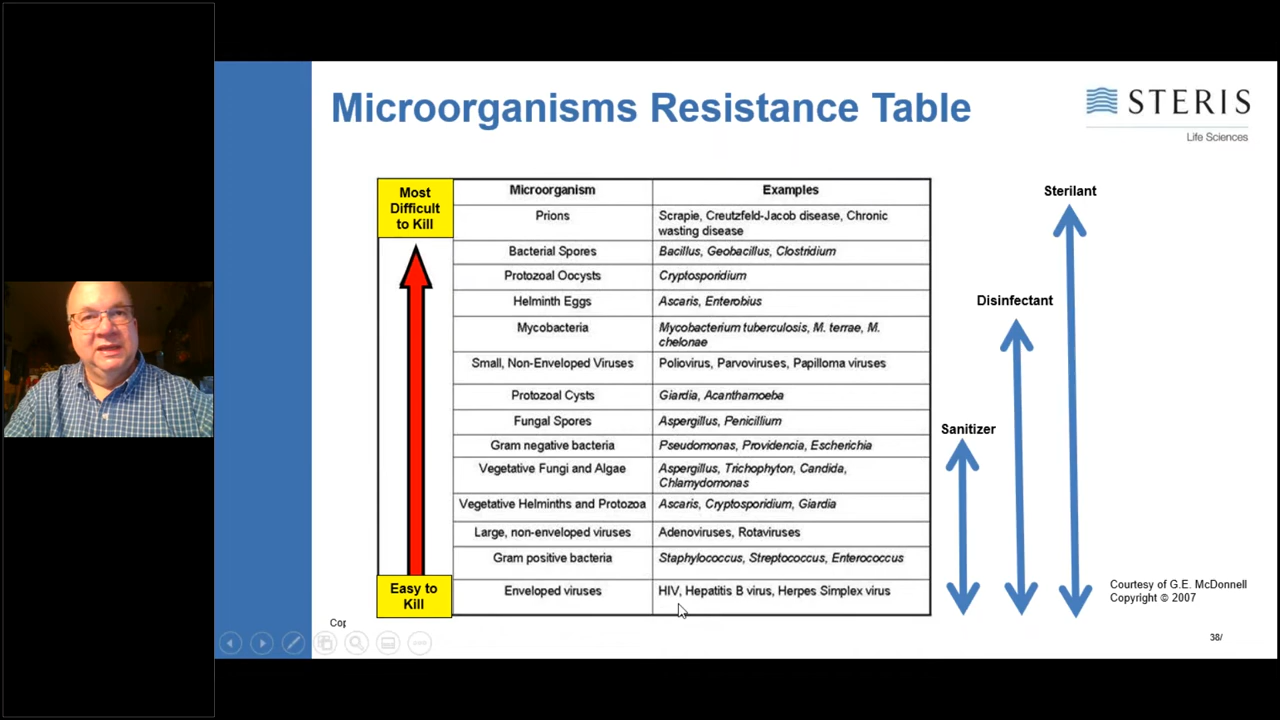 Microorganisms Resistance Table
STERIS
Life Sciences
Most
Difficult
to Kill
Easy to
Kill
Microorganism Examples
Prions Scrapie, Creutzfeld-Jacob disease, Chronic
wasting disease
Bacterial Spores Bacillus, Geobacillus, Clostridium
Protozoal Oocysts Cryptosporidium
Helminth Eggs Ascaris, Enterobius
Mycobacteria Mycobacterium tuberculosis, M. terrae, M.
chelonae
Small, Non-Enveloped Viruses Poliovirus, Parvoviruses, Papilloma viruses
Protozoal Cysts Giardia, Acanthamoeba
Fungal Spores Aspergillus, Penicillium
Gram negative bacteria Pseudomonas, Providencia, Escherichia
Vegetative Fungi and Algae Aspergillus, Trichophyton, Candida,
Chlamydomonas
Vegetative Helminths and Protozoa Ascaris, Cryptosporidium, Giardia
Large, non-enveloped viruses Adenoviruses, Rotaviruses
Gram positive bacteria Staphylococcus, Streptococcus, Enterococcus
Enveloped viruses HIV, Hepatitis B virus, Herpes Simplex virus
Sterilant
Disinfectant
Sanitizer
Courtesy of G.E. McDonnell
Copyright © 2007
38/